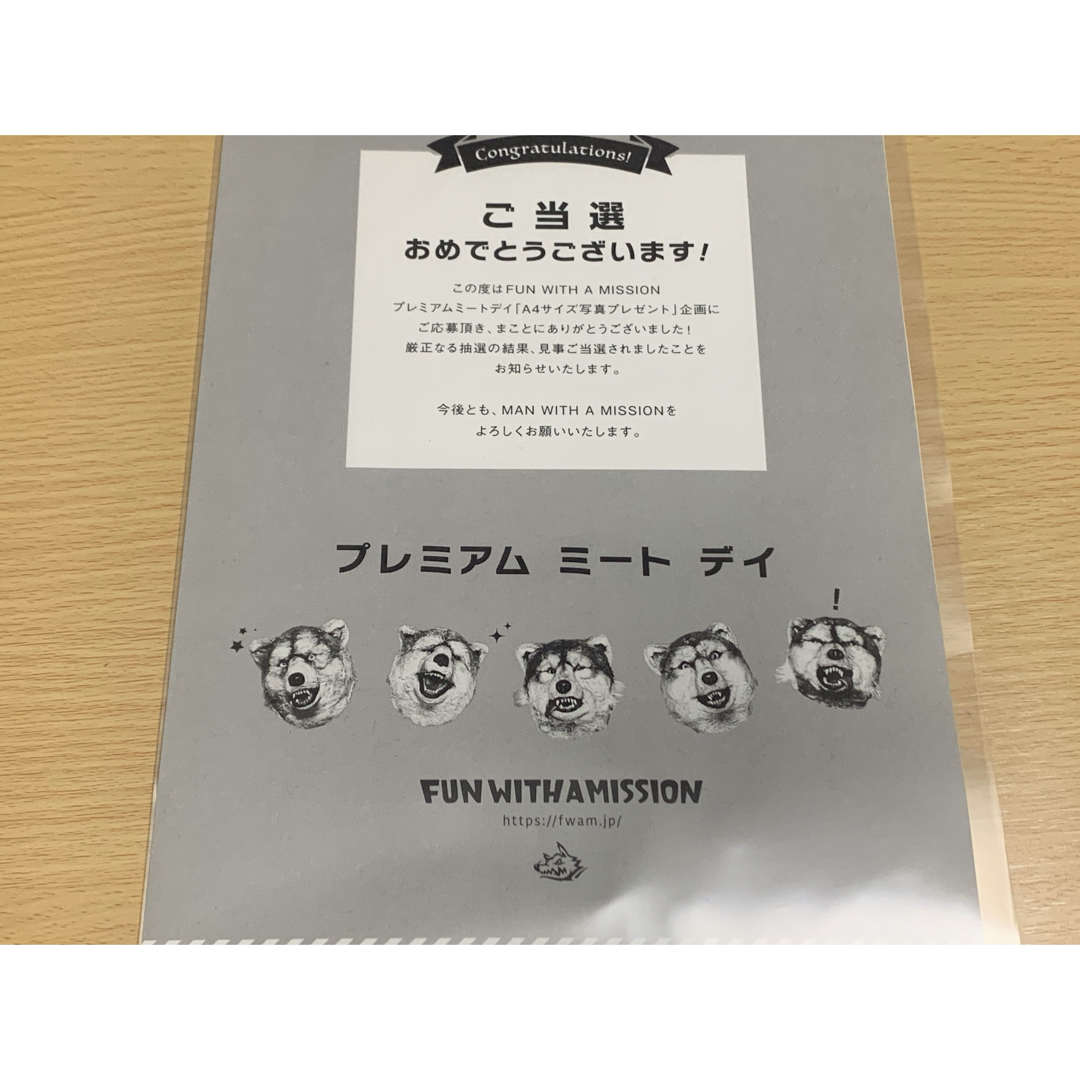 Congratulations!
ご当選
おめでとうございます!
この度はFUN WITH A MISSION
プレミアムミートデイ「A4サイズ写真プレゼント」企画に
ご応募頂き、まことにありがとうございました!
厳正なる抽選の結果、見事ご当選されましたことを
お知らせいたします。
今後とも、MAN WITH A MISSIONを
よろしくお願いいたします。
プレミアム ミート デイ
!
FUN WITH A MISSION
https://fwam.jp/